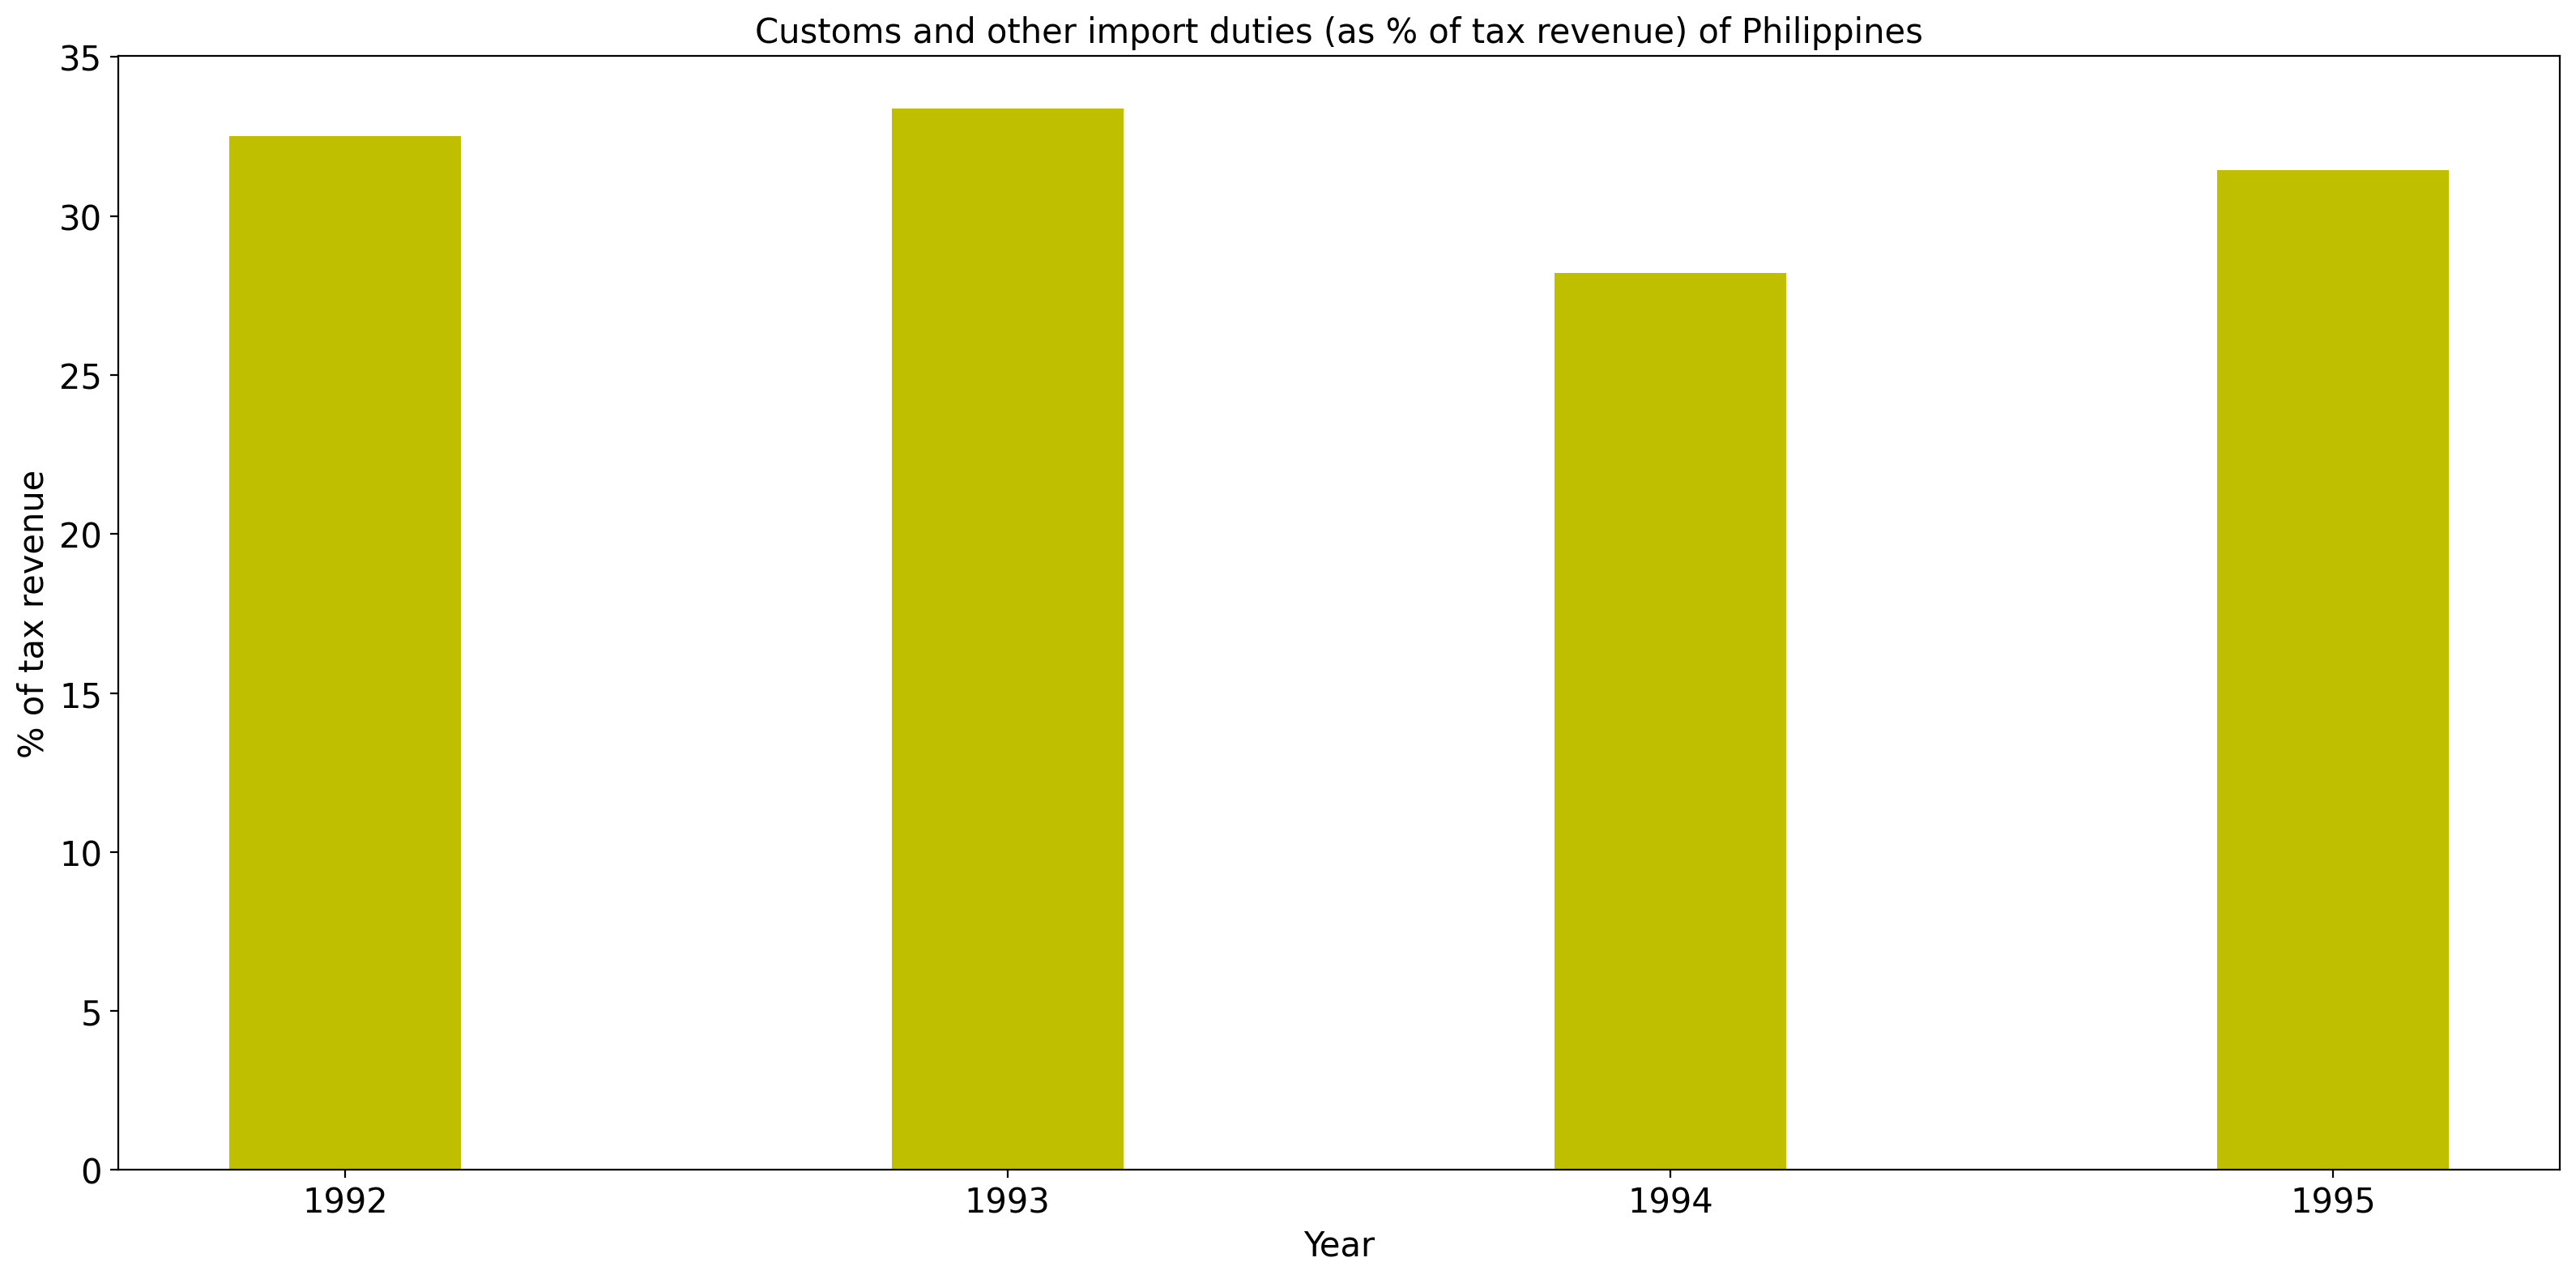 Customs and other import duties (as % of tax revenue) of Philippines
35
30
25
20
15
10
5
0
% of tax revenue
1992 1993 1994 1995
Year